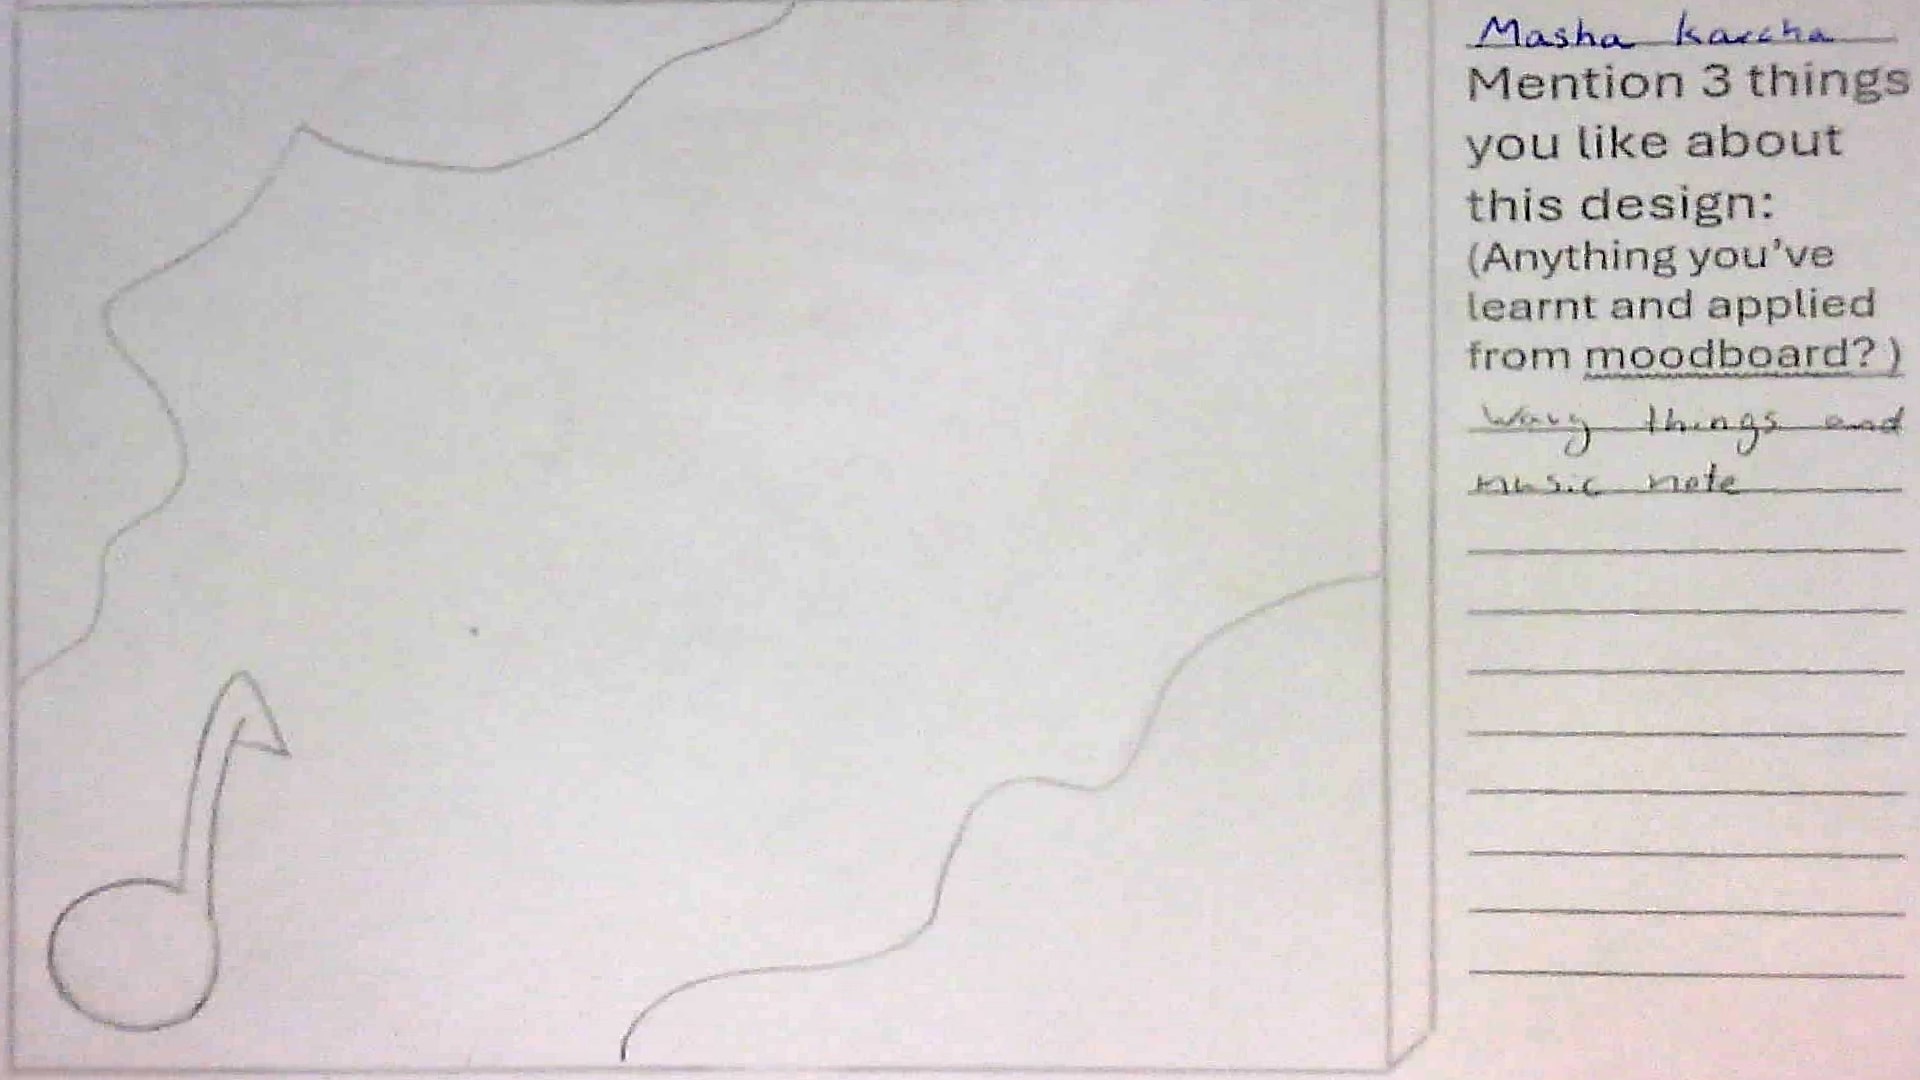 Masha karcha
Mention 3 things
you like about
this design:
(Anything you've
learnt and applied
from moodboard? )
wavy things and
music note